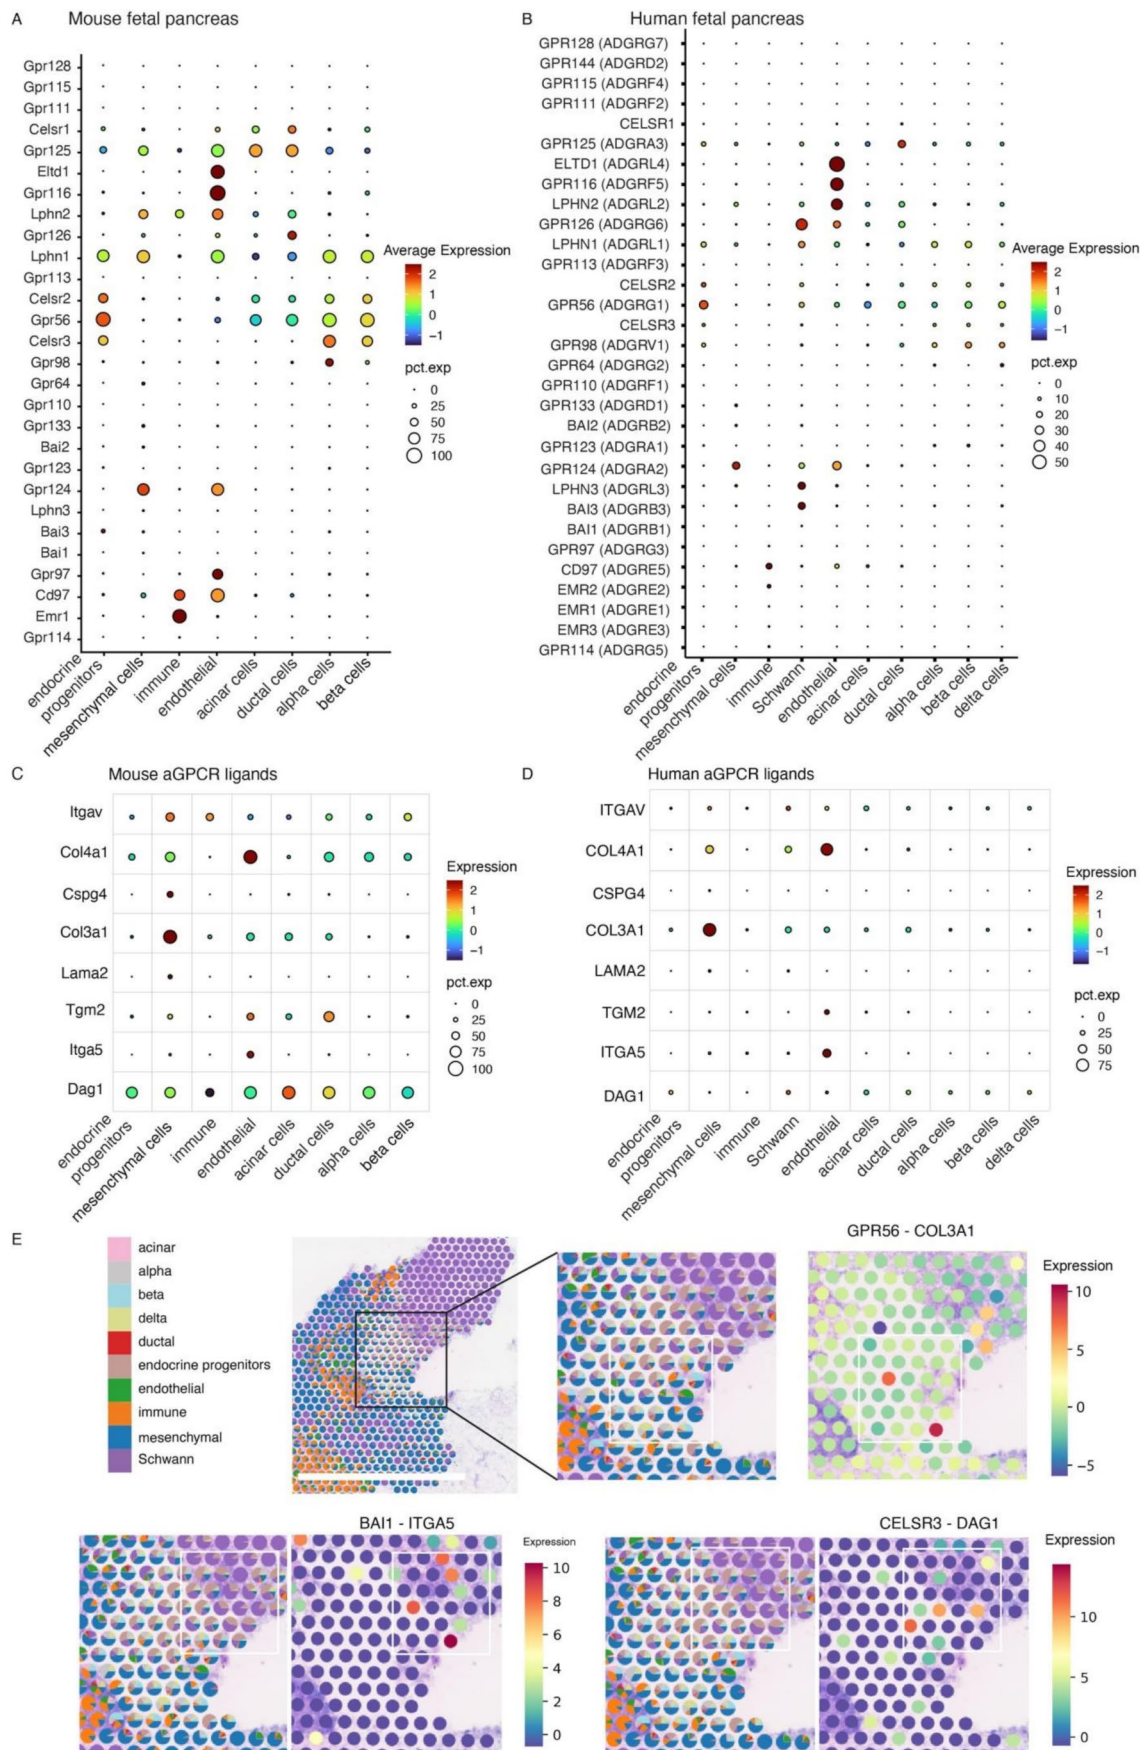 A
Mouse fetal pancreas
Gpr128
Gpr115
Gpr111
Celsr1
Gpr125
Eltd1
Gpr116
Lphn2
Gpr126
Lphn1
Gpr113
Celsr2
Gpr56
Celsr3
Gpr98
Gpr64
Gpr110
Gpr133
Bai2
Gpr123
Gpr124
Lphn3
Bai3
Bai1
Gpr97
Cd97
Emr1
Gpr114
endocrine
progenitors
mesenchymal cells
immune
endothelial
acinar cells
ductal cells
alpha cells
beta cells
Average Expression
2
1
0
−1
pct.exp
0
25
50
75
100
B
Human fetal pancreas
GPR128 (ADGRG7)
GPR144 (ADGRD2)
GPR115 (ADGRF4)
GPR111 (ADGRF2)
CELSR1
GPR125 (ADGRA3)
ELTD1 (ADGRL4)
GPR116 (ADGRF5)
LPHN2 (ADGRL2)
GPR126 (ADGRG6)
LPHN1 (ADGRL1)
GPR113 (ADGRF3)
CELSR2
GPR56 (ADGRG1)
CELSR3
GPR98 (ADGRV1)
GPR64 (ADGRG2)
GPR110 (ADGRF1)
GPR133 (ADGRD1)
BAI2 (ADGRB2)
GPR123 (ADGRA1)
GPR124 (ADGRA2)
LPHN3 (ADGRL3)
BAI3 (ADGRB3)
BAI1 (ADGRB1)
GPR97 (ADGRG3)
CD97 (ADGRE5)
EMR2 (ADGRE2)
EMR1 (ADGRE1)
EMR3 (ADGRE3)
GPR114 (ADGRG5)
endocrine
progenitors
mesenchymal cells
immune
Schwann
endothelial
acinar cells
ductal cells
alpha cells
beta cells
delta cells
Average Expression
2
1
0
−1
pct.exp
0
10
20
30
40
50
C
Mouse aGPCR ligands
Itgav
Col4a1
Cspg4
Col3a1
Lama2
Tgm2
Itga5
Dag1
endocrine
progenitors
mesenchymal cells
immune
endothelial
acinar cells
ductal cells
alpha cells
beta cells
Expression
2
1
0
−1
pct.exp
0
25
50
75
100
D
Human aGPCR ligands
ITGAV
COL4A1
CSPG4
COL3A1
LAMA2
TGM2
ITGA5
DAG1
endocrine
progenitors
mesenchymal cells
immune
Schwann
endothelial
acinar cells
ductal cells
alpha cells
beta cells
delta cells
Expression
2
1
0
−1
pct.exp
0
25
50
75
E
acinar
alpha
beta
delta
ductal
endocrine progenitors
endothelial
immune
mesenchymal
Schwann
GPR56 - COL3A1
Expression
10
5
0
−5
BAI1 - ITGA5
Expression
10
8
6
4
2
0
CELSR3 - DAG1
Expression
10
5
0